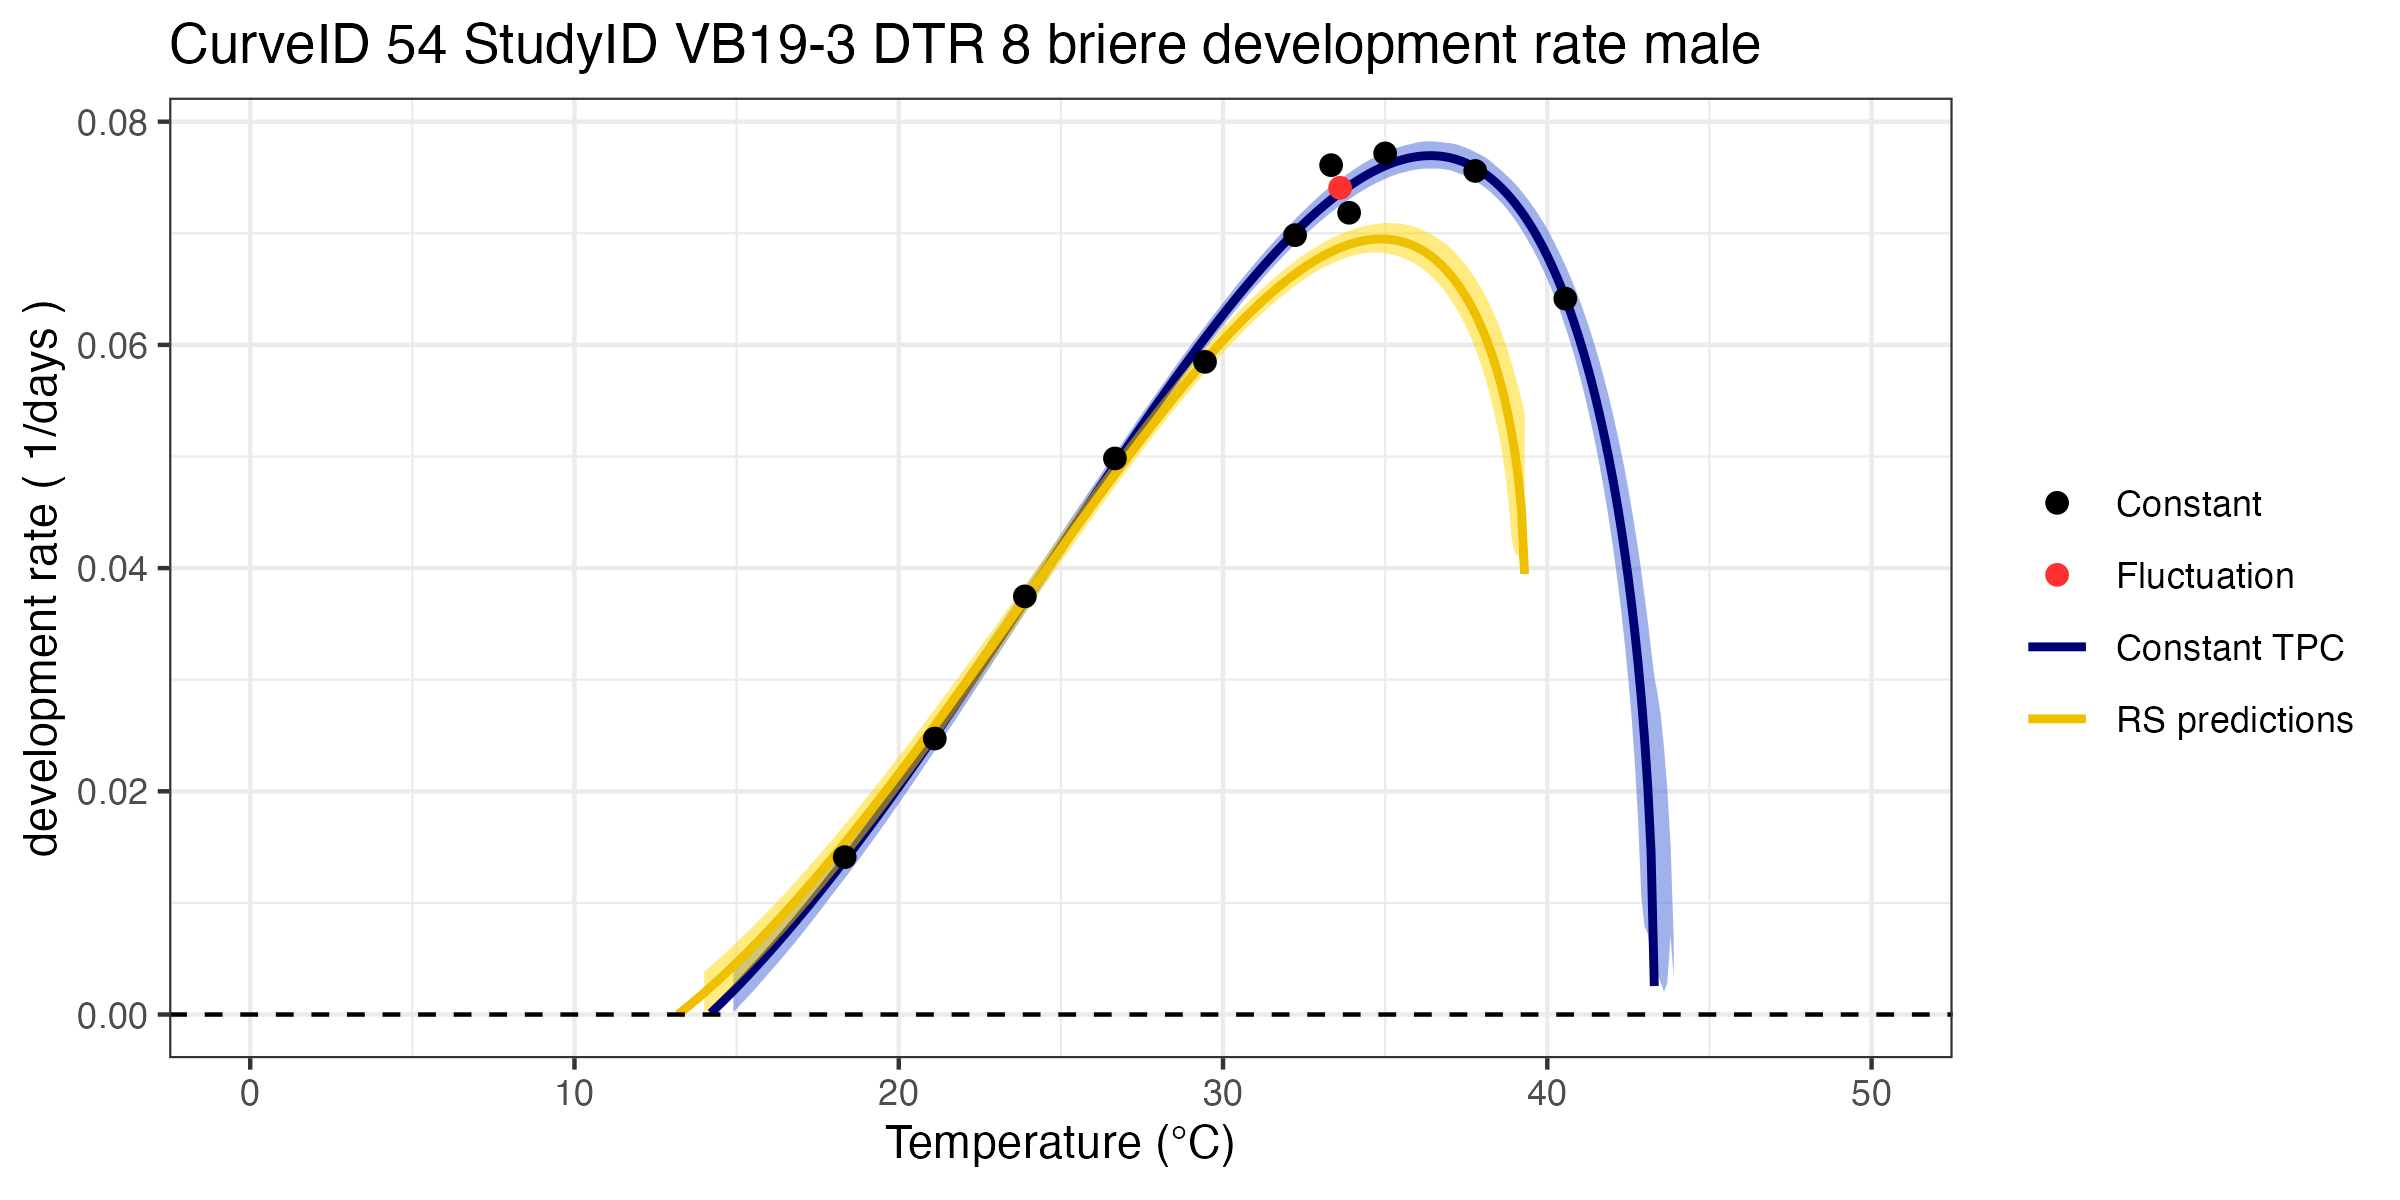 CurveID 54 StudyID VB19-3 DTR 8 briere development rate male
development rate ( 1/days )
0.08
0.06
0.04
0.02
0.00
0 10 20 30 40 50
Temperature (°C)
Constant
Fluctuation
Constant TPC
RS predictions